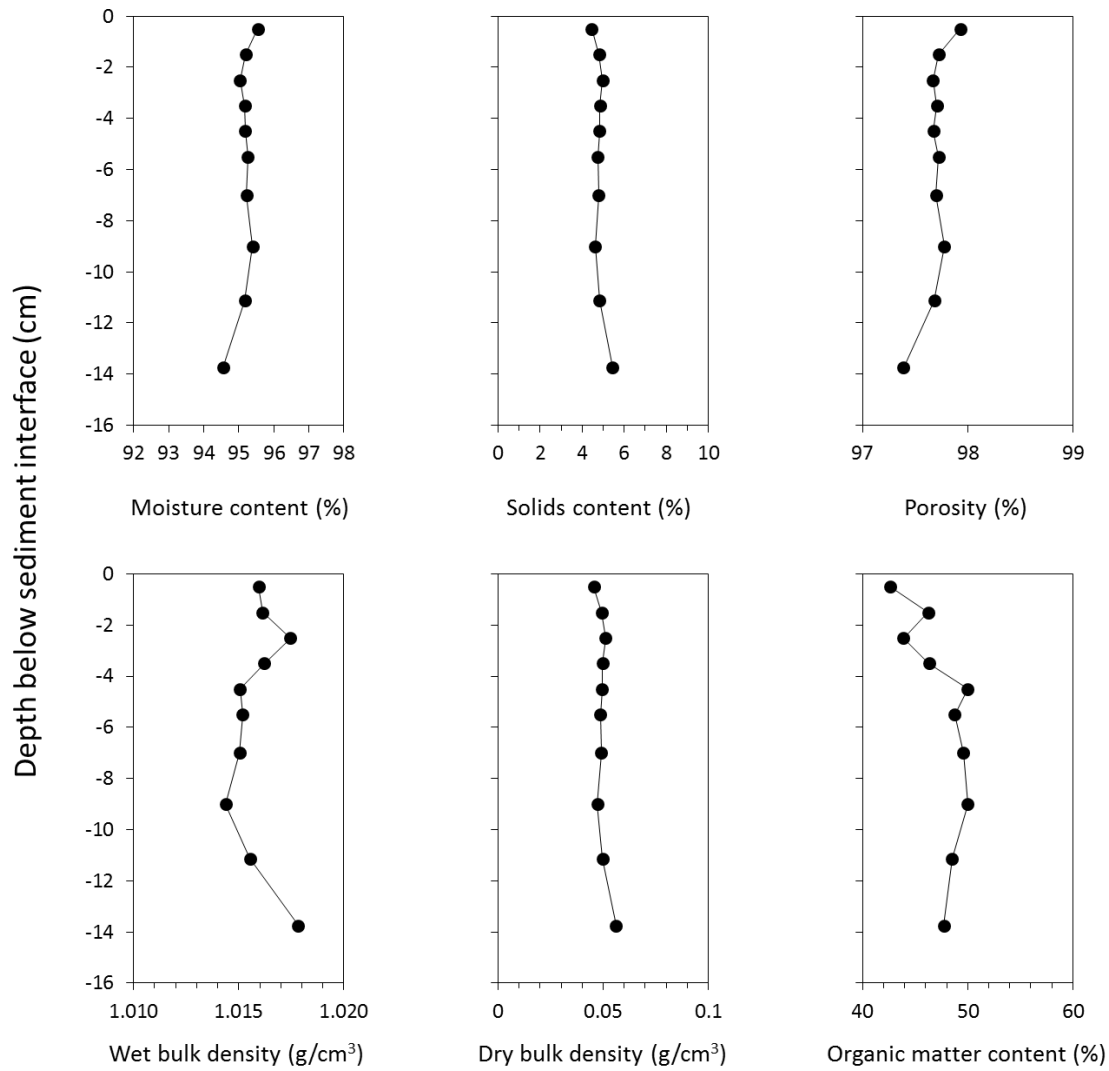 Depth below sediment interface (cm)
0
-2
-4
-6
-8
-10
-12
-14
-16
92 93 94 95 96 97 98
0 2 4 6 8 10
97 98 99
Moisture content (%)
Solids content (%)
Porosity (%)
0
-2
-4
-6
-8
-10
-12
-14
-16
1.010 1.015 1.020
0 0.05 0.1
40 50 60
Wet bulk density (g/cm³)
Dry bulk density (g/cm³)
Organic matter content (%)